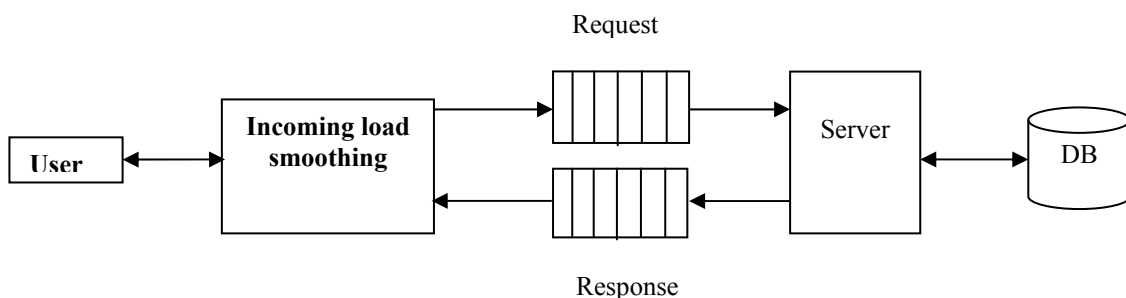 Request
Incoming load
smoothing
User
Server
DB
Response